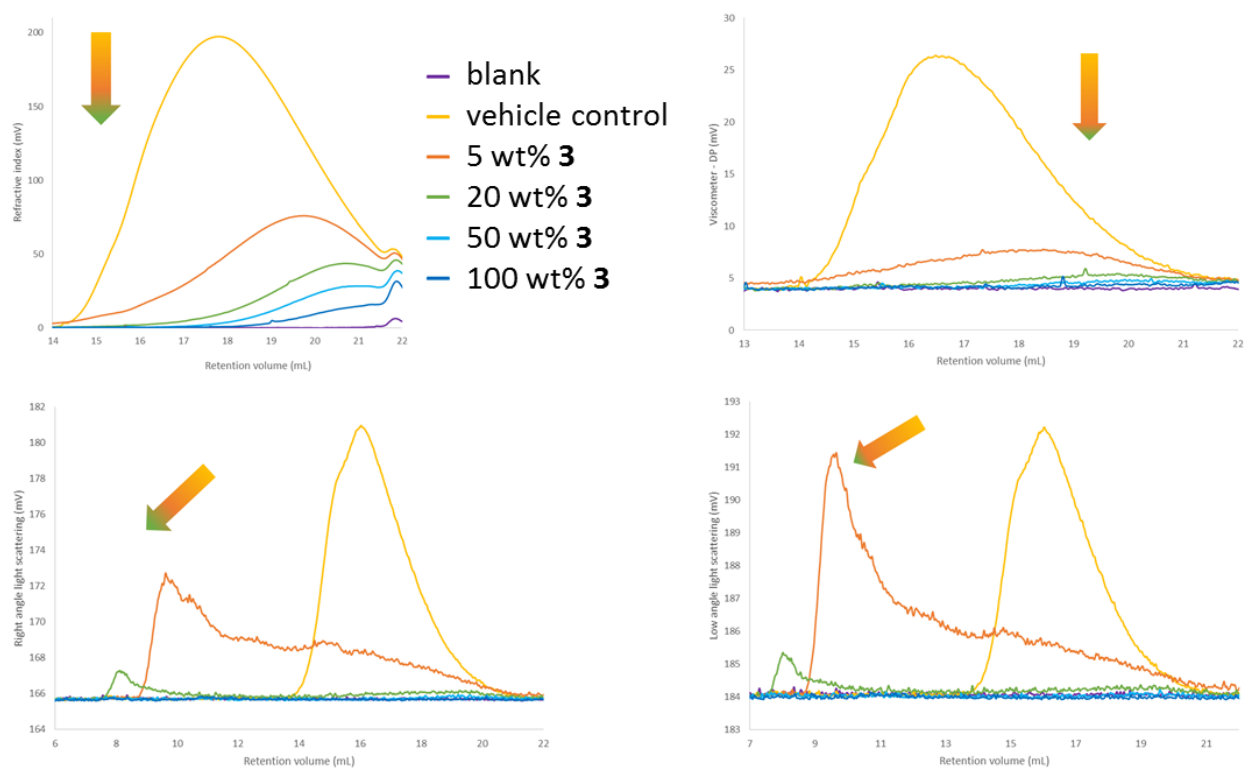 200
150
100
50
0
Refractive index (mV)
14 15 16 17 18 19 20 21 22
Retention volume (mL)
blank
vehicle control
5 wt% 3
20 wt% 3
50 wt% 3
100 wt% 3
30
25
20
15
10
5
0
Viscometer - DP (mV)
13 14 15 16 17 18 19 20 21 22
Retention volume (mL)
182
180
178
176
174
172
170
168
166
164
Right angle light scattering (mV)
6 8 10 12 14 16 18 20 22
Retention volume (mL)
193
192
191
190
189
188
187
186
185
184
183
Low angle light scattering (mV)
7 9 11 13 15 17 19 21
Retention volume (mL)